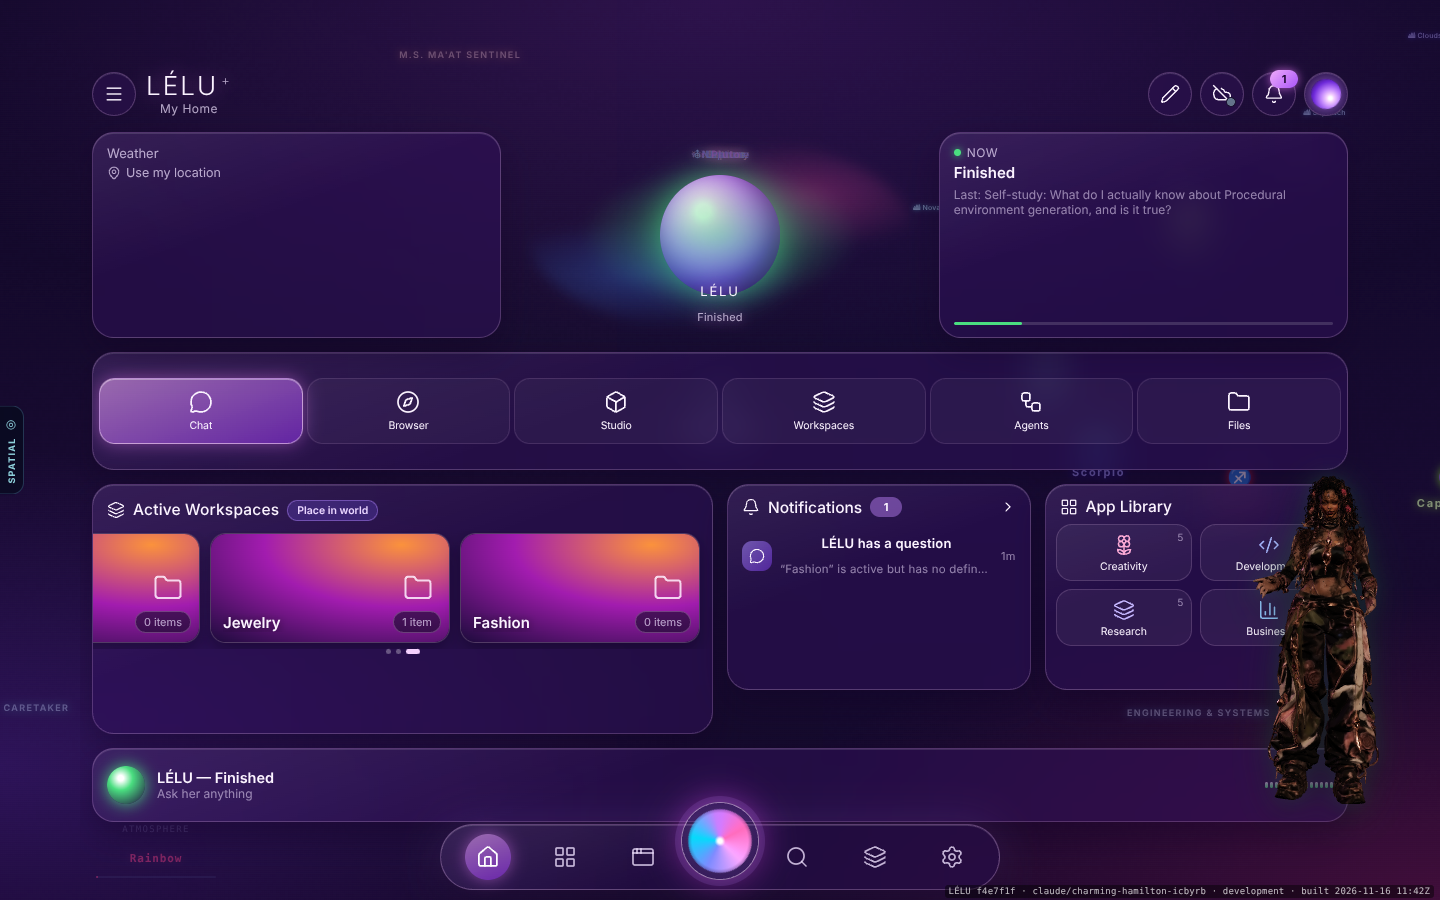 M.S. MA'AT SENTINEL
LÉLU +
My Home
1
Weather
Use my location
NOW
Finished
Last: Self-study: What do I actually know about Procedural
environment generation, and is it true?
LÉLU
Finished
Chat
Browser
Studio
Workspaces
Agents
Files
SPATIAL
Scorpio
Active Workspaces
Place in world
0 items
Jewelry
1 item
Fashion
0 items
Notifications
1
LÉLU has a question
“Fashion” is active but has no defin...
1m
App Library
5
Creativity
5
Research
CARETAKER
ENGINEERING & SYSTEMS
LÉLU — Finished
Ask her anything
ATMOSPHERE
Rainbow
LÉLU f4e7f1f · claude/charming-hamilton-icbyrb · development · built 2026-11-16 11:42Z